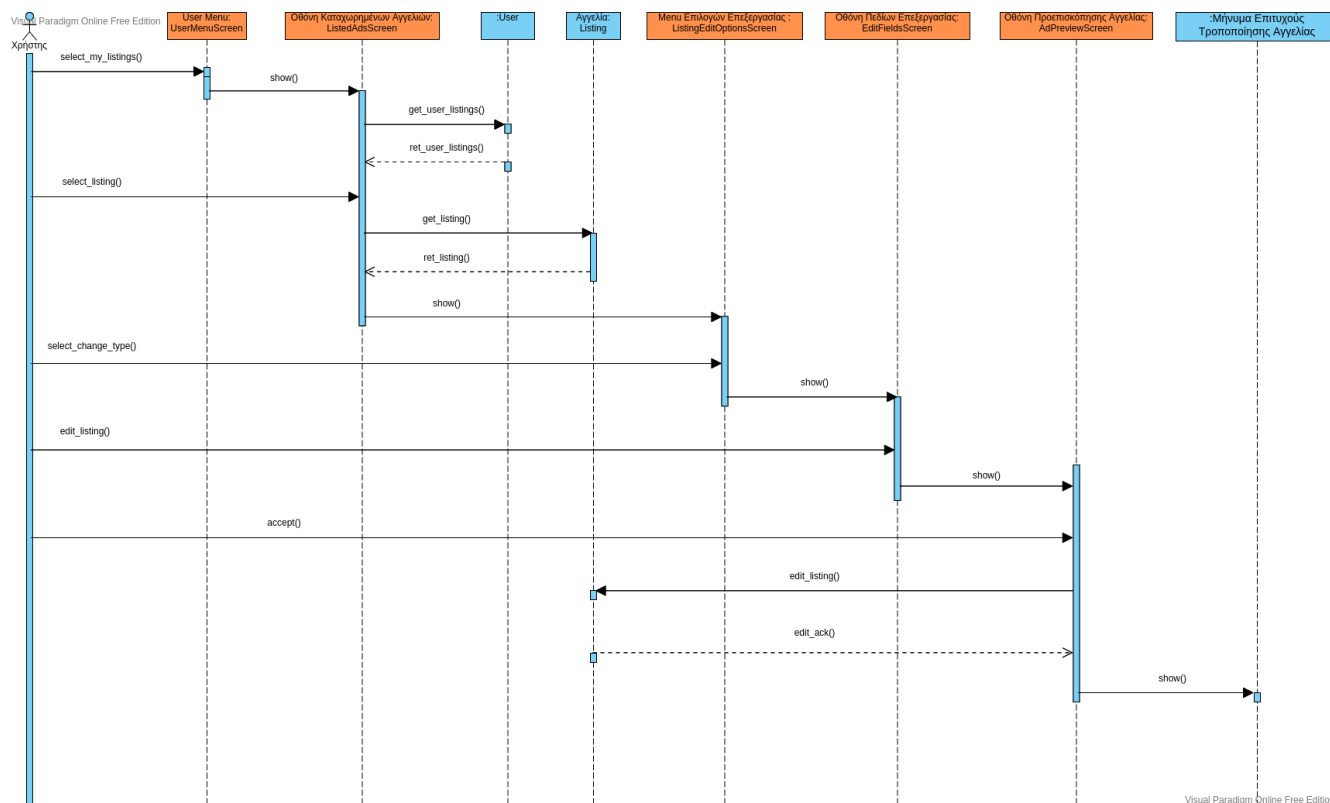 Visual Paradigm Online Free Edition
Χρήστης
User Menu:
UserMenuScreen
Οθόνη Καταχωρημένων Αγγελιών:
ListedAdsScreen
:User
Αγγελία:
Listing
Menu Επιλογών Επεξεργασίας :
ListingEditOptionsScreen
Οθόνη Πεδίων Επεξεργασίας:
EditFieldsScreen
Οθόνη Προεπισκόπησης Αγγελίας:
AdPreviewScreen
:Μήνυμα Επιτυχούς
Τροποποίησης Αγγελίας
select_my_listings()
show()
get_user_listings()
ret_user_listings()
select_listing()
get_listing()
ret_listing()
show()
select_change_type()
show()
edit_listing()
show()
accept()
edit_listing()
edit_ack()
show()
Visual Paradigm Online Free Edition